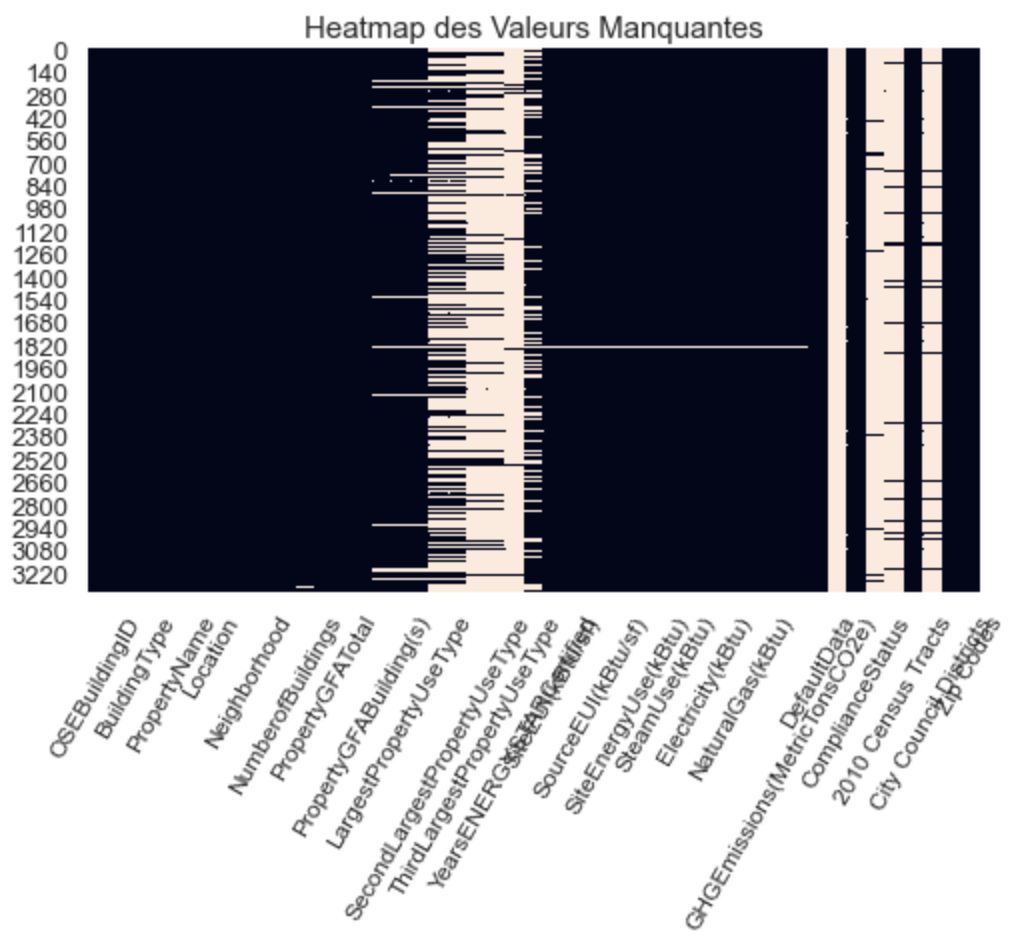 Heatmap des Valeurs Manquantes
0
140
280
420
560
700
840
980
1120
1260
1400
1540
1680
1820
1960
2100
2240
2380
2520
2660
2800
2940
3080
3220
OSEBuildingID
BuildingType
PropertyName
Location
Neighborhood
NumberofBuildings
PropertyGFATotal
PropertyGFABuilding(s)
LargestPropertyUseType
SecondLargestPropertyUseType
ThirdLargestPropertyUseType
SourceEUI(kBtu/sf)
SiteEnergyUse(kBtu)
SteamUse(kBtu)
Electricity(kBtu)
NaturalGas(kBtu)
DefaultData
GHGEmissions(MetricTonsCO2e)
ComplianceStatus
2010 Census Tracts
City Council Districts
Zip Codes